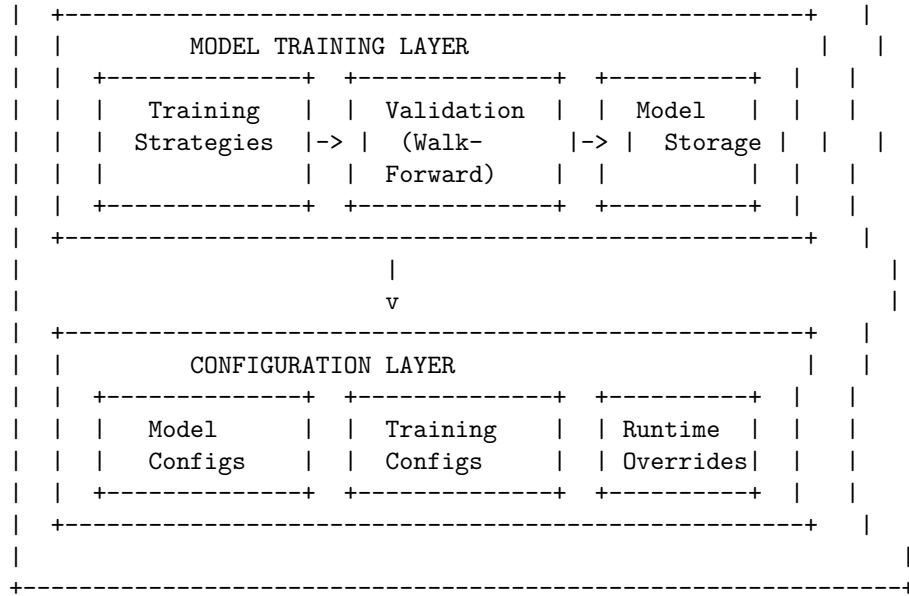 |  +----------------------------------------------------+   |
|  |         MODEL TRAINING LAYER                         |   |
|  |  +--------------+  +--------------+  +----------+  |   |
|  |  |   Training   |  |  Validation  |  |  Model   |  |   |
|  |  |  Strategies  |-> |   (Walk-      |-> |   Storage |  |   |
|  |  |              |  |  Forward)    |  |          |  |   |
|  |  +--------------+  +--------------+  +----------+  |   |
|  +----------------------------------------------------+   |
|                          |                                   |
|                          v                                   |
|  +----------------------------------------------------+   |
|  |         CONFIGURATION LAYER                         |   |
|  |  +--------------+  +--------------+  +----------+  |   |
|  |  |   Model      |  |  Training    |  | Runtime  |  |   |
|  |  |   Configs    |  |  Configs     |  | Overrides|  |   |
|  |  +--------------+  +--------------+  +----------+  |   |
|  +----------------------------------------------------+   |
|                                                              |
+--------------------------------------------------------------+